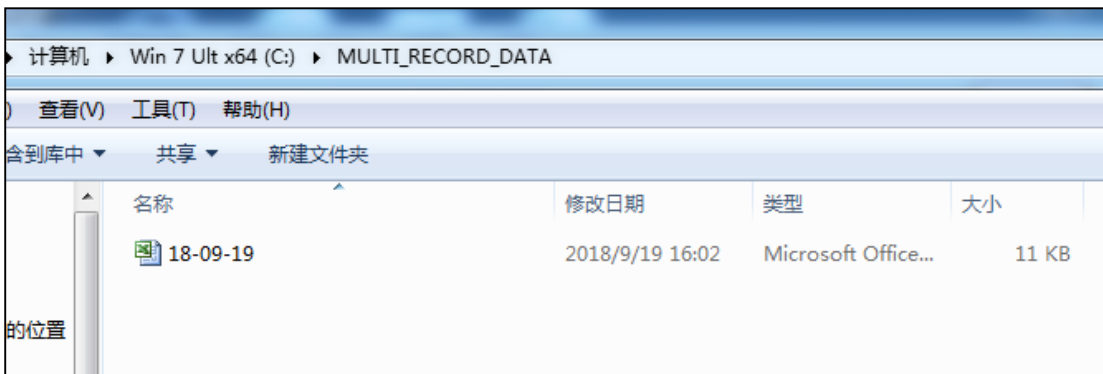 计算机 Win 7 Ult x64 (C:) MULTI_RECORD_DATA
) 查看(V) 工具(T) 帮助(H)
含到库中 共享 新建文件夹
名称 修改日期 类型 大小
18-09-19 2018/9/19 16:02 Microsoft Office... 11 KB
的位置